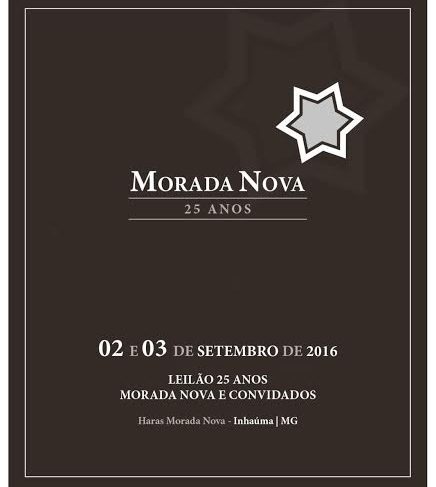 MORADA NOVA
25 ANOS
02 E 03 DE SETEMBRO DE 2016
LEILÃO 25 ANOS
MORADA NOVA E CONVIDADOS
Haras Morada Nova - Inhaúma | MG